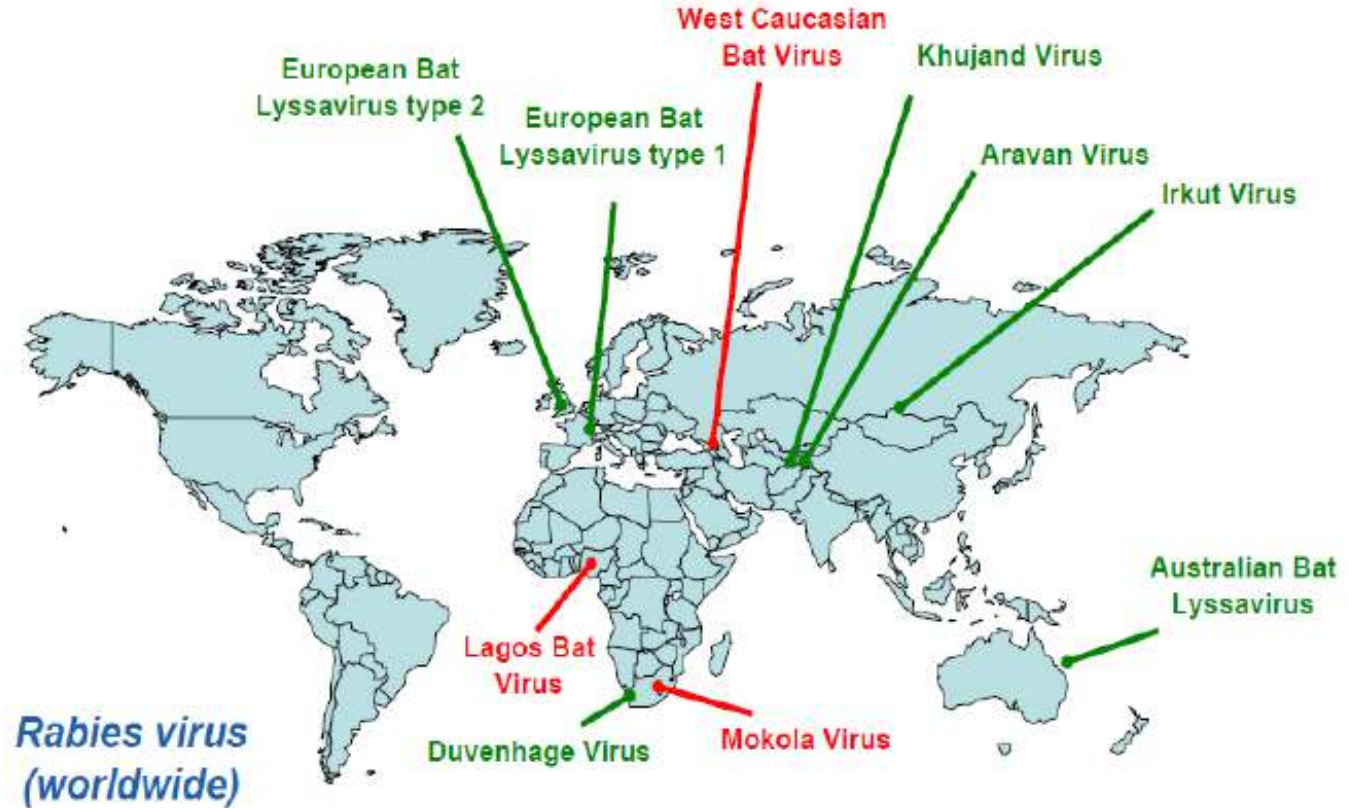 West Caucasian
Bat Virus
European Bat
Lyssavirus type 2
Khujand Virus
European Bat
Lyssavirus type 1
Aravan Virus
Irkut Virus
Australian Bat
Lyssavirus
Lagos Bat
Virus
Rabies virus
(worldwide)
Duvenhage Virus
Mokola Virus